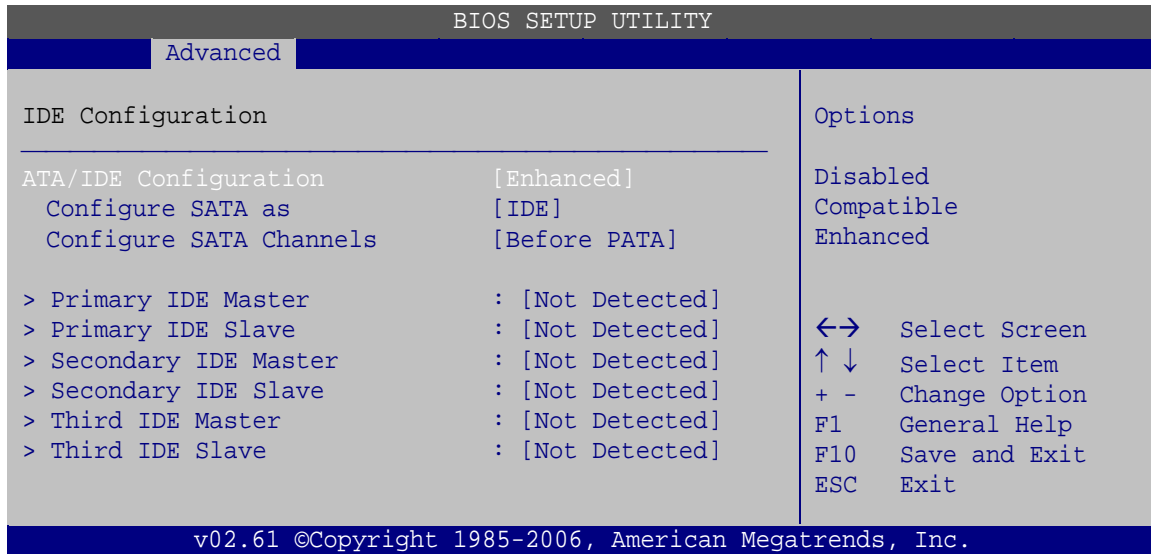 BIOS SETUP UTILITY
Advanced
IDE Configuration
ATA/IDE Configuration [Enhanced]
Configure SATA as [IDE]
Configure SATA Channels [Before PATA]
> Primary IDE Master : [Not Detected]
> Primary IDE Slave : [Not Detected]
> Secondary IDE Master : [Not Detected]
> Secondary IDE Slave : [Not Detected]
> Third IDE Master : [Not Detected]
> Third IDE Slave : [Not Detected]
Options
Disabled
Compatible
Enhanced
←→ Select Screen
↑ ↓ Select Item
+ - Change Option
F1 General Help
F10 Save and Exit
ESC Exit
v02.61 ©Copyright 1985-2006, American Megatrends, Inc.